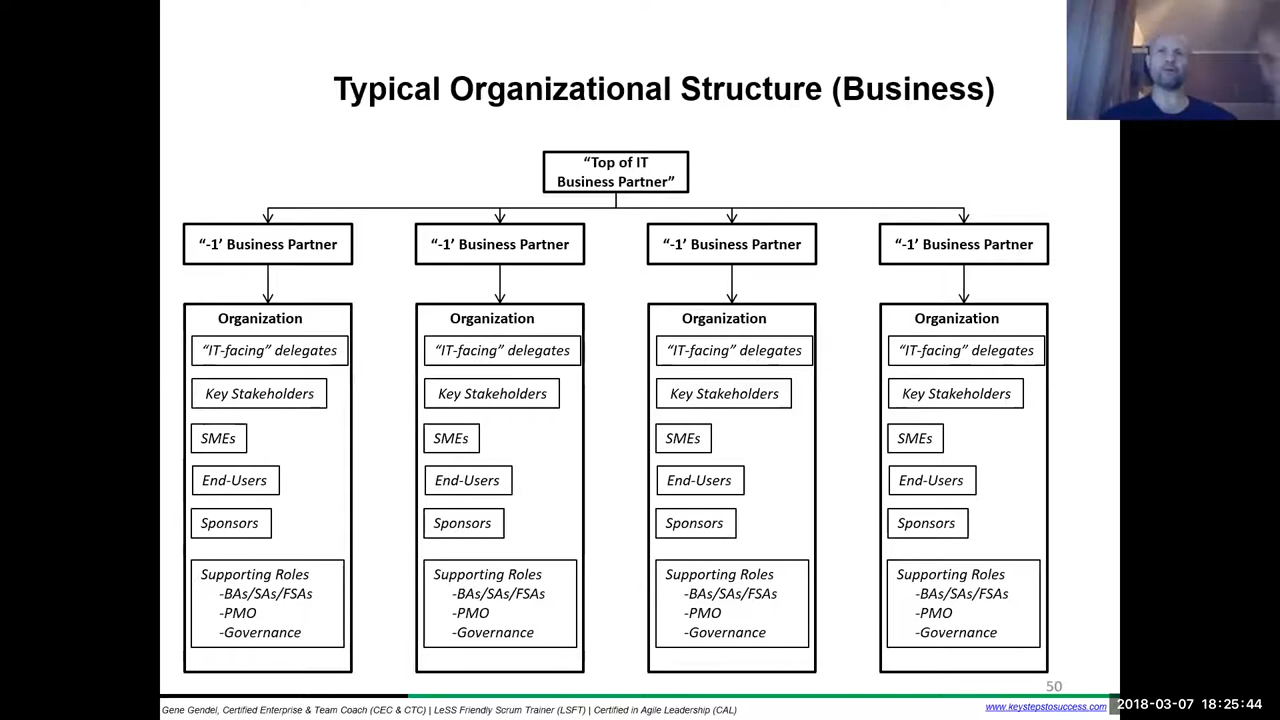 Typical Organizational Structure (Business)
“Top of IT
Business Partner”
“-1’ Business Partner
“-1’ Business Partner
“-1’ Business Partner
“-1’ Business Partner
Organization
“IT-facing” delegates
Key Stakeholders
SMEs
End-Users
Sponsors
Supporting Roles
-BAs/SAs/FSAs
-PMO
-Governance
Organization
“IT-facing” delegates
Key Stakeholders
SMEs
End-Users
Sponsors
Supporting Roles
-BAs/SAs/FSAs
-PMO
-Governance
Organization
“IT-facing” delegates
Key Stakeholders
SMEs
End-Users
Sponsors
Supporting Roles
-BAs/SAs/FSAs
-PMO
-Governance
Organization
“IT-facing” delegates
Key Stakeholders
SMEs
End-Users
Sponsors
Supporting Roles
-BAs/SAs/FSAs
-PMO
-Governance
50
Gene Gendel, Certified Enterprise & Team Coach (CEC & CTC) | LeSS Friendly Scrum Trainer (LSFT) | Certified in Agile Leadership (CAL)
www.keystepstosuccess.com
2018-03-07 18:25:44